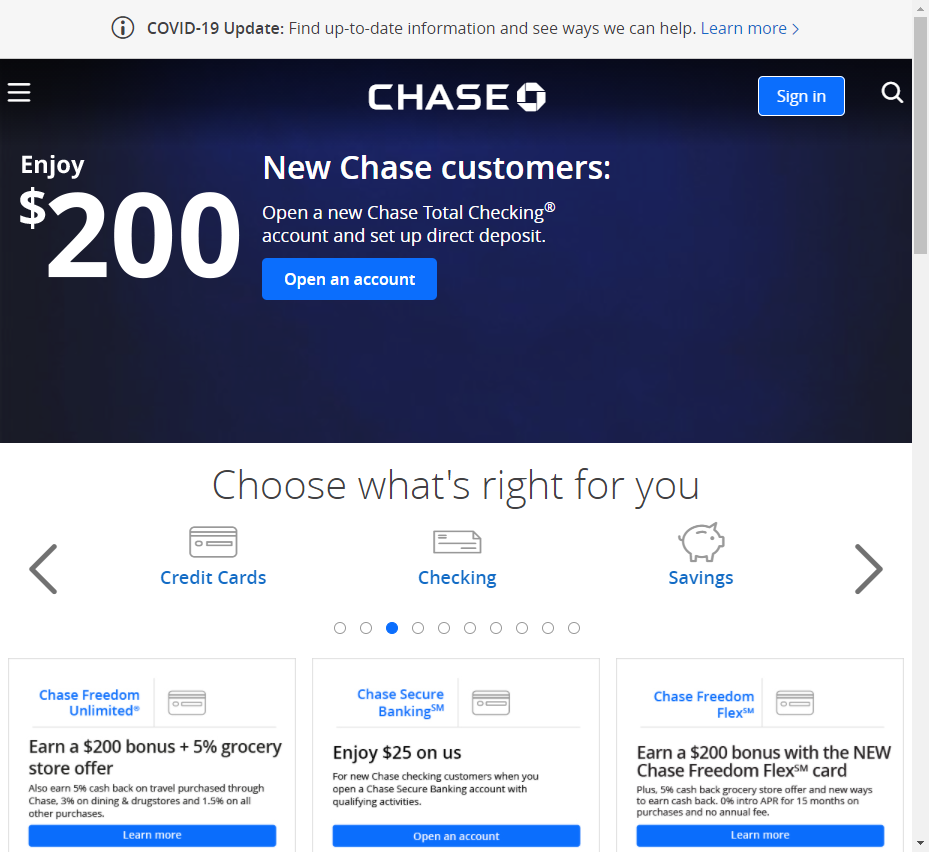 COVID-19 Update: Find up-to-date information and see ways we can help. Learn more
CHASE
Sign in
Enjoy
$200
New Chase customers:
Open a new Chase Total Checking®
account and set up direct deposit.
Open an account
Choose what's right for you
Credit Cards
Checking
Savings
Chase Freedom
Unlimited®
Earn a $200 bonus + 5% grocery
store offer
Also earn 5% cash back on travel purchased through
Chase, 3% on dining & drugstores and 1.5% on all
other purchases.
Learn more
Chase Secure
Banking℠
Enjoy $25 on us
For new Chase checking customers when you
open a Chase Secure Banking account with
qualifying activities.
Open an account
Chase Freedom
Flex℠
Earn a $200 bonus with the NEW
Chase Freedom Flex℠ card
Plus, 5% cash back grocery store offer and new ways
to earn cash back. 0% intro APR for 15 months on
purchases and no annual fee.
Learn more